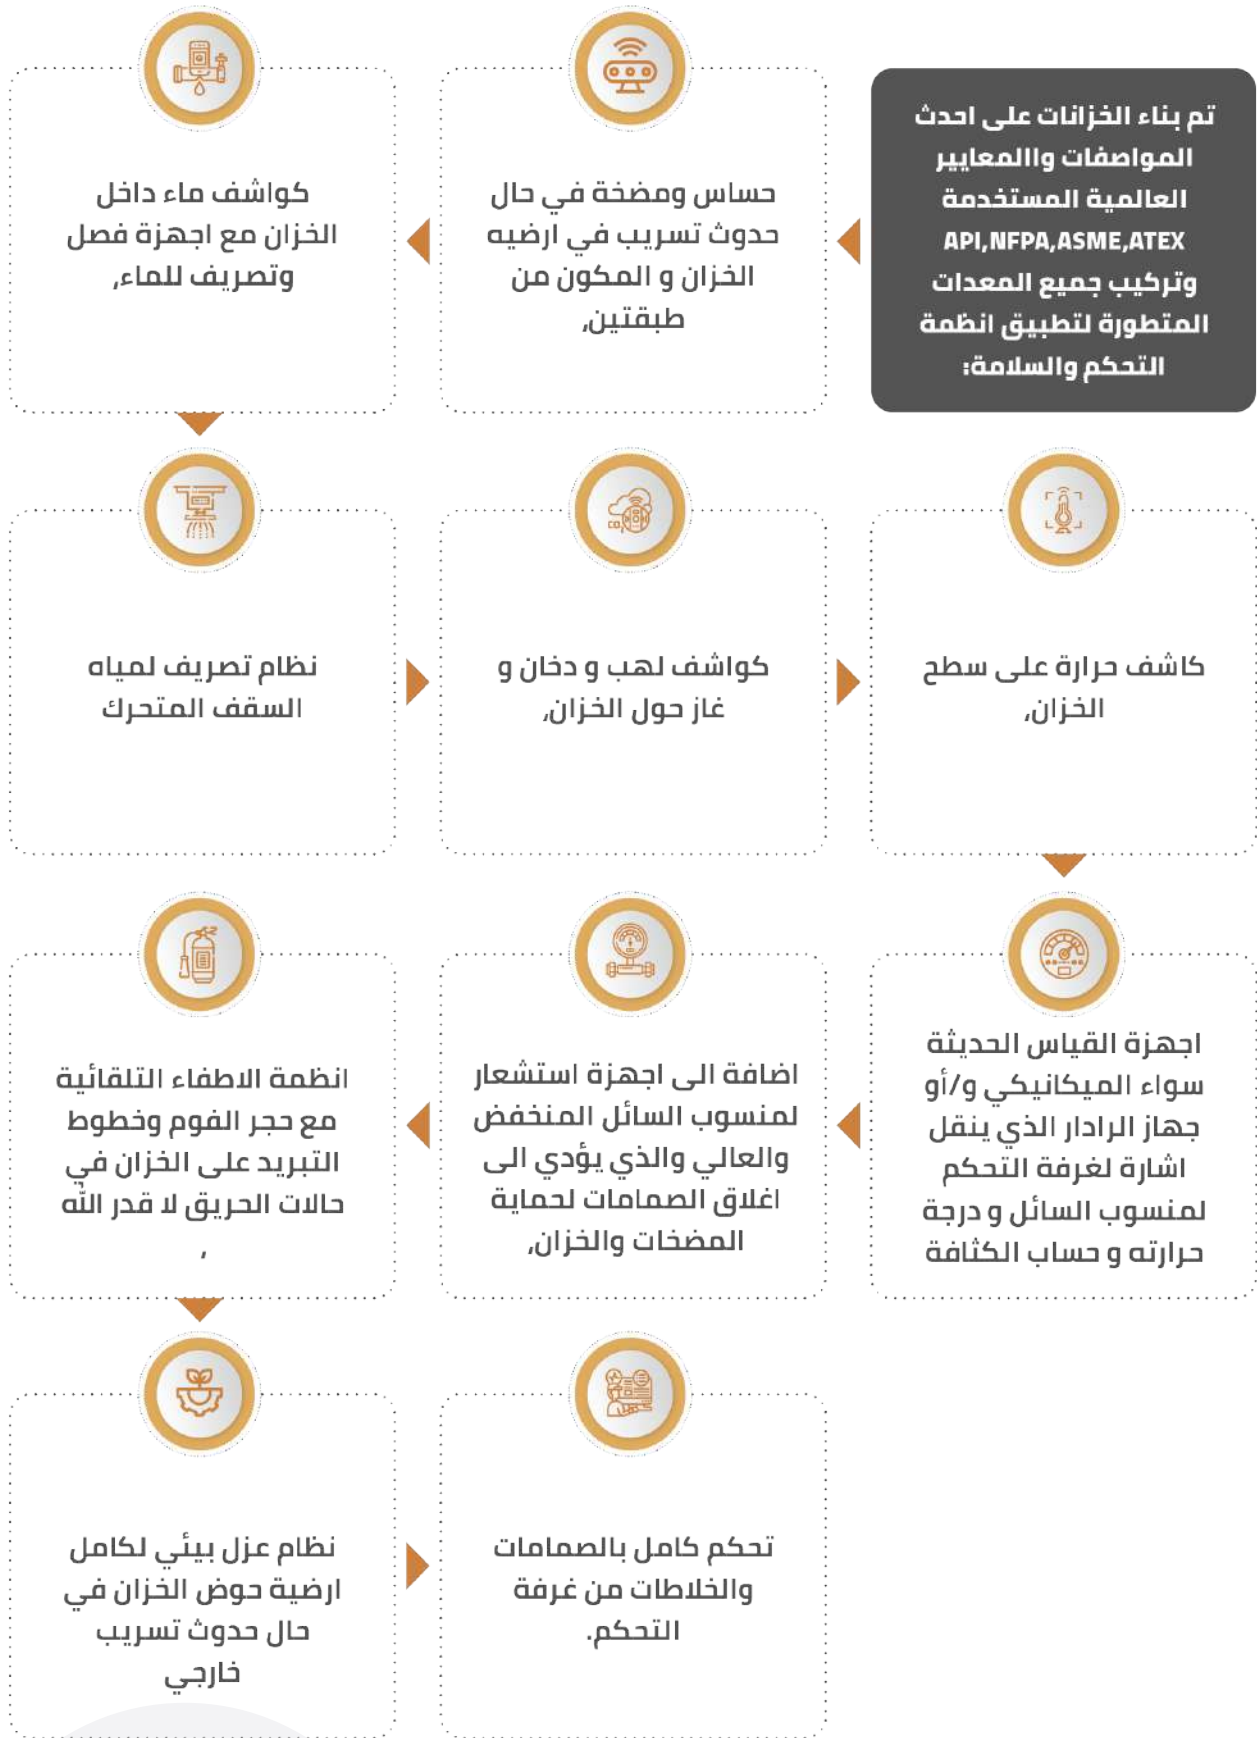 تم بناء الخزانات على احدث
المواصفات واالمعايير
العالمية المستخدمة
API,NFPA,ASME,ATEX
وتركيب جميع المعدات
المتطورة لتطبيق انظمة
التحكم والسلامة:
حساس ومضخة في حال
حدوث تسريب في ارضيه
الخزان و المكون من
طبقتين,
كواشف ماء داخل
الخزان مع اجهزة فصل
وتصريف للماء,
نظام تصريف لمياه
السقف المتحرك
كواشف لهب و دخان و
غاز حول الخزان,
كاشف حرارة على سطح
الخزان,
اجهزة القياس الحديثة
سواء الميكانيكي و/أو
جهاز الرادار الذي ينقل
اشارة لغرفة التحكم
لمنسوب السائل و درجة
حرارته و حساب الكثافة
اضافة الى اجهزة استشعار
لمنسوب السائل المنخفض
والعالي والذي يؤدي الى
اغلاق الصمامات لحماية
المضخات والخزان,
انظمة الاطفاء التلقائية
مع حجر الفوم وخطوط
التبريد على الخزان في
حالات الحريق لا قدر الله
,
نظام عزل بيئي لكامل
ارضية حوض الخزان في
حال حدوث تسريب
خارجي
تحكم كامل بالصمامات
والخلاطات من غرفة
التحكم.